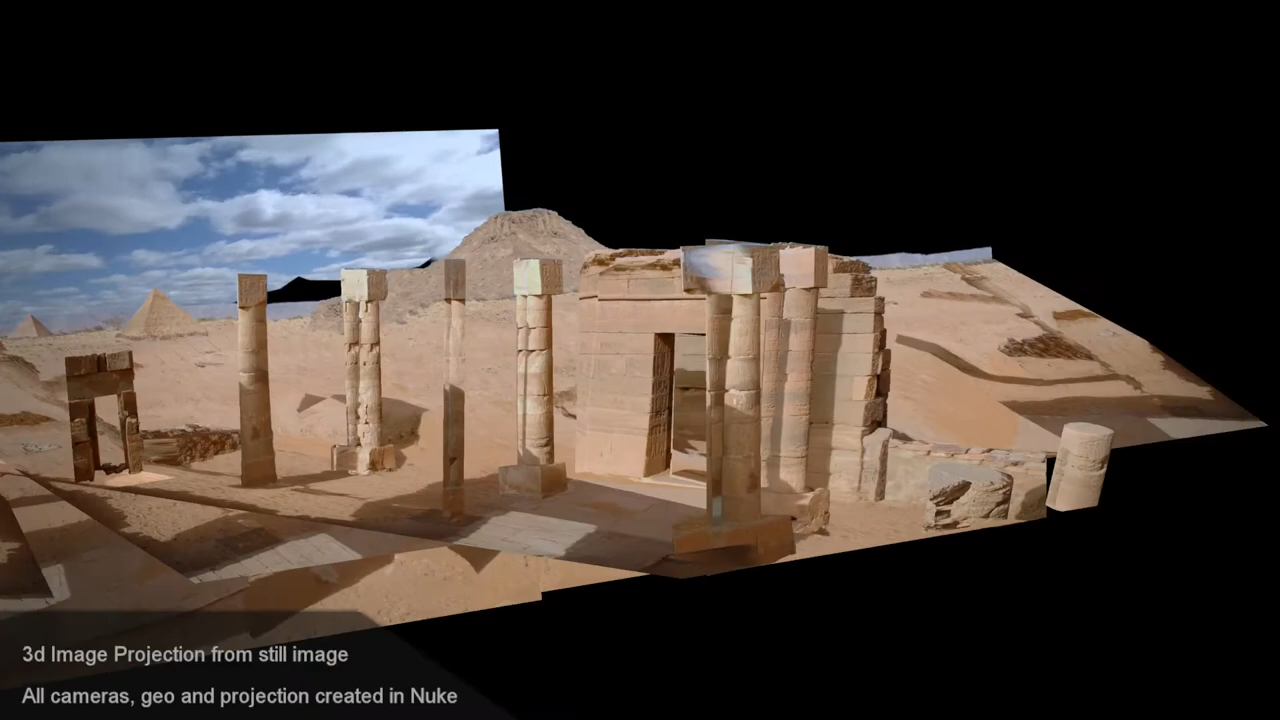 3d Image Projection from still image
All cameras, geo and projection created in Nuke